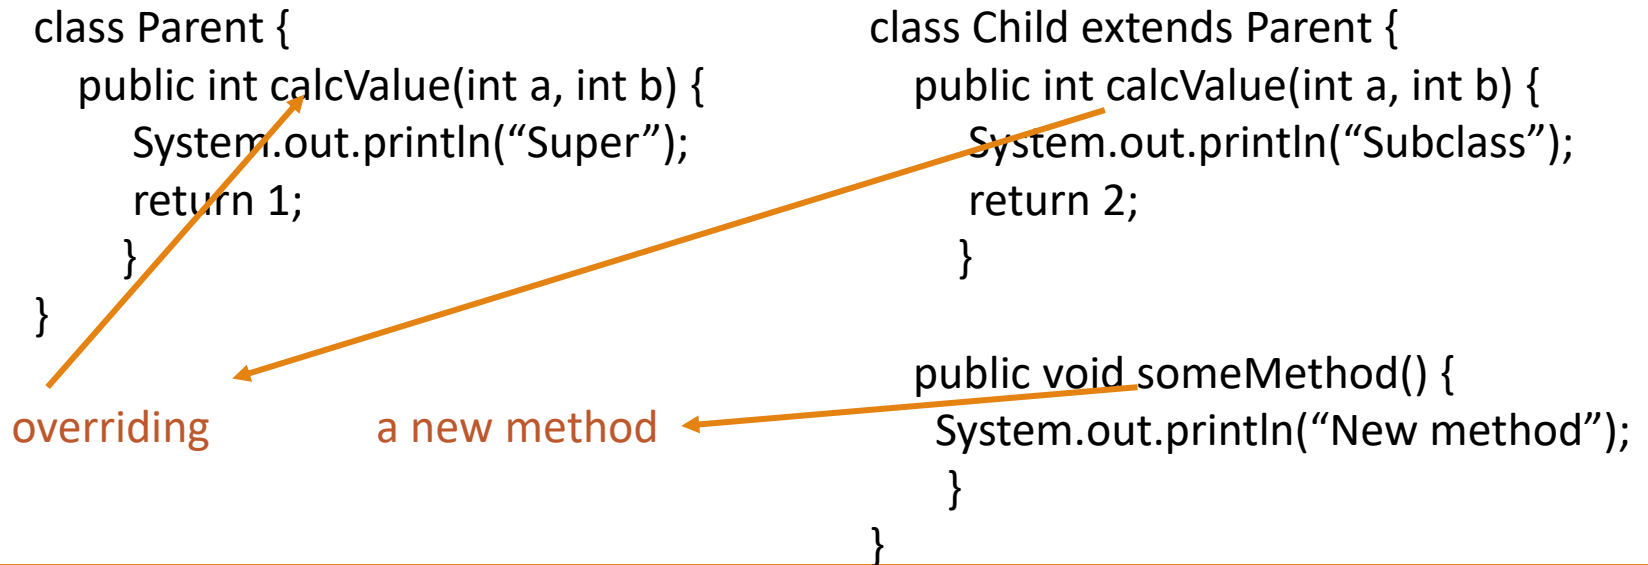 class Parent {
public int calcValue(int a, int b) {
System.out.println(“Super”);
return 1;
}
}
class Child extends Parent {
public int calcValue(int a, int b) {
System.out.println(“Subclass”);
return 2;
}
public void someMethod() {
System.out.println(“New method”);
}
}
overriding
a new method